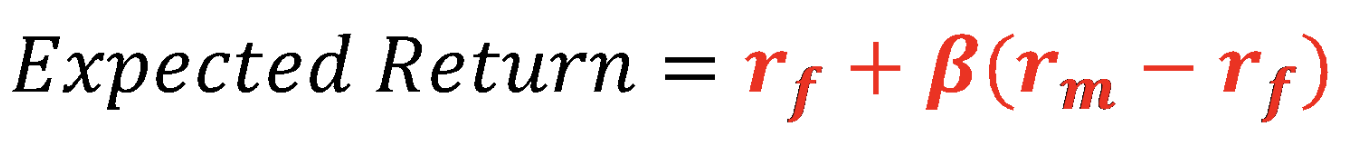 Expected Return = r_f + β(r_m − r_f)